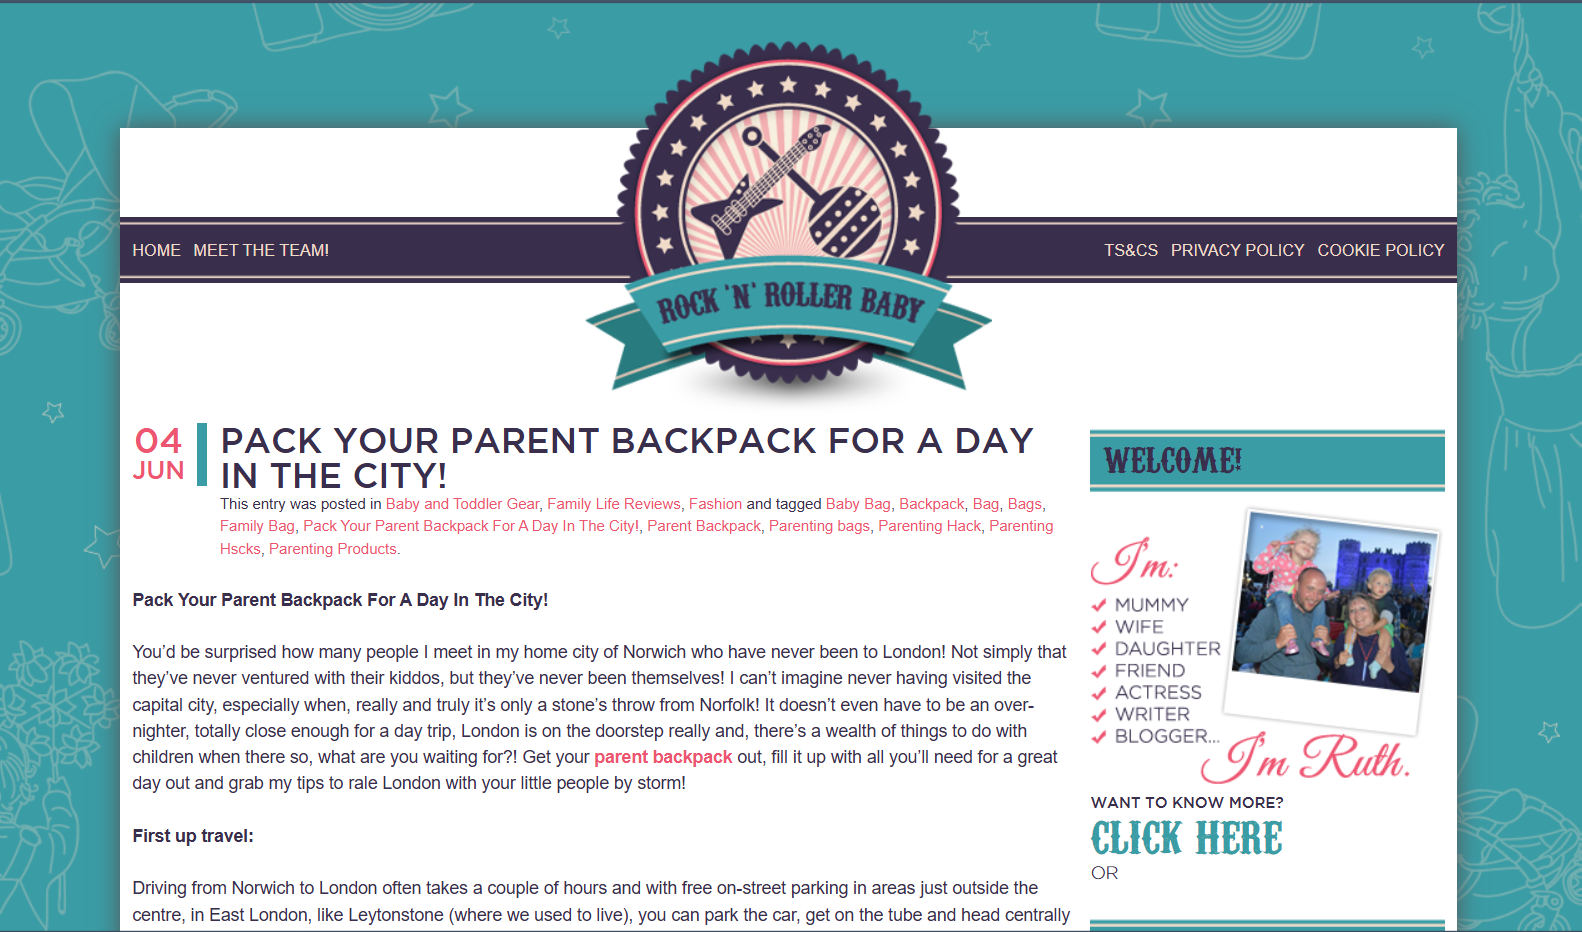 HOME MEET THE TEAM!
TS&CS PRIVACY POLICY COOKIE POLICY
ROCK 'N' ROLLER BABY
04
JUN
PACK YOUR PARENT BACKPACK FOR A DAY
IN THE CITY!
This entry was posted in Baby and Toddler Gear, Family Life Reviews, Fashion and tagged Baby Bag, Backpack, Bag, Bags,
Family Bag, Pack Your Parent Backpack For A Day In The City!, Parent Backpack, Parenting bags, Parenting Hack, Parenting
Hscks, Parenting Products.
Pack Your Parent Backpack For A Day In The City!
You’d be surprised how many people I meet in my home city of Norwich who have never been to London! Not simply that
they’ve never ventured with their kiddos, but they’ve never been themselves! I can’t imagine never having visited the
capital city, especially when, really and truly it’s only a stone’s throw from Norfolk! It doesn’t even have to be an over-
nighter, totally close enough for a day trip, London is on the doorstep really and, there’s a wealth of things to do with
children when there so, what are you waiting for?! Get your parent backpack out, fill it up with all you’ll need for a great
day out and grab my tips to rale London with your little people by storm!
First up travel:
Driving from Norwich to London often takes a couple of hours and with free on-street parking in areas just outside the
centre, in East London, like Leytonstone (where we used to live), you can park the car, get on the tube and head centrally
WELCOME!
I'm:
MUMMY
WIFE
DAUGHTER
FRIEND
ACTRESS
WRITER
BLOGGER...
I'm Ruth.
WANT TO KNOW MORE?
CLICK HERE
OR